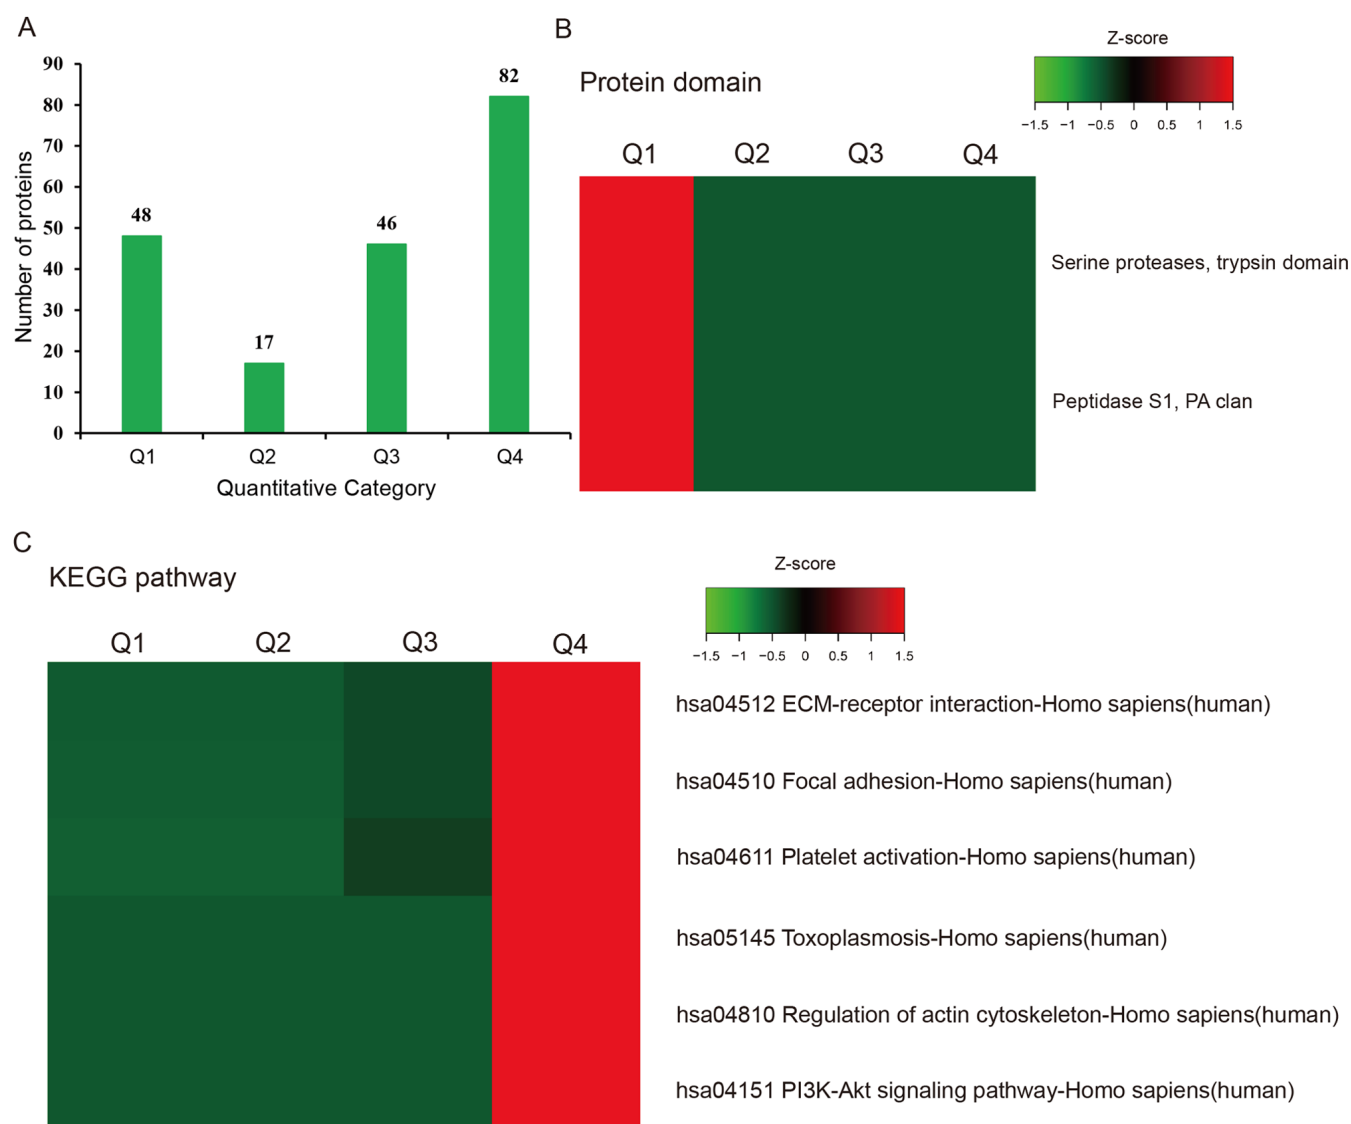 A
90
80
70
60
50
40
30
20
10
0
Number of proteins
48
17
46
82
Q1 Q2 Q3 Q4
Quantitative Category
B
Protein domain
Z-score
−1.5 −1 −0.5 0 0.5 1 1.5
Q1 Q2 Q3 Q4
Serine proteases, trypsin domain
Peptidase S1, PA clan
C
KEGG pathway
Z-score
−1.5 −1 −0.5 0 0.5 1 1.5
Q1 Q2 Q3 Q4
hsa04512 ECM-receptor interaction-Homo sapiens(human)
hsa04510 Focal adhesion-Homo sapiens(human)
hsa04611 Platelet activation-Homo sapiens(human)
hsa05145 Toxoplasmosis-Homo sapiens(human)
hsa04810 Regulation of actin cytoskeleton-Homo sapiens(human)
hsa04151 PI3K-Akt signaling pathway-Homo sapiens(human)